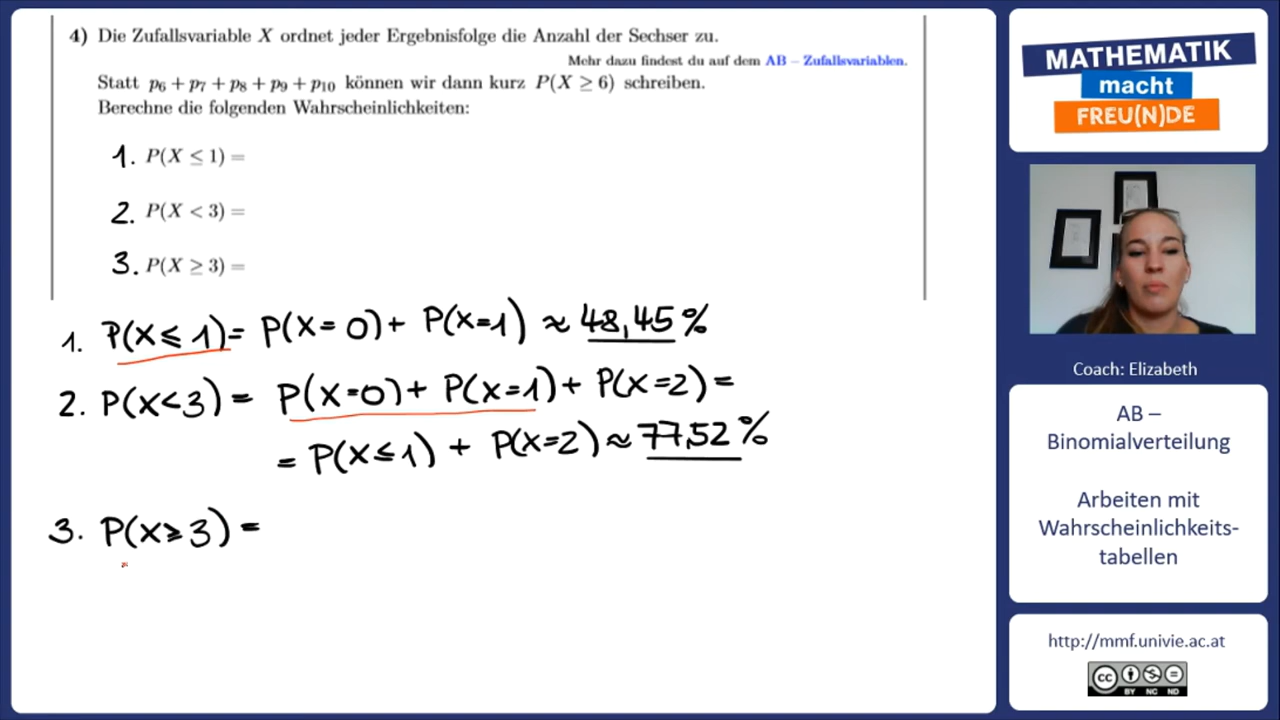 4) Die Zufallsvariable X ordnet jeder Ergebnisfolge die Anzahl der Sechser zu.
Mehr dazu findest du auf dem AB – Zufallsvariablen.
Statt p₆ + p₇ + p₈ + p₉ + p₁₀ können wir dann kurz P(X ≥ 6) schreiben.
Berechne die folgenden Wahrscheinlichkeiten:
1. P(X ≤ 1) =
2. P(X < 3) =
3. P(X ≥ 3) =
1. P(X ≤ 1) = P(X = 0) + P(X = 1) ≈ 48,45 %
2. P(X < 3) = P(X = 0) + P(X = 1) + P(X = 2) =
= P(X ≤ 1) + P(X = 2) ≈ 77,52 %
3. P(X ≥ 3) =
MATHEMATIK
macht
FREU(N)DE
Coach: Elizabeth
AB –
Binomialverteilung
Arbeiten mit
Wahrscheinlichkeits-
tabellen
http://mmf.univie.ac.at
cc
BY NC ND